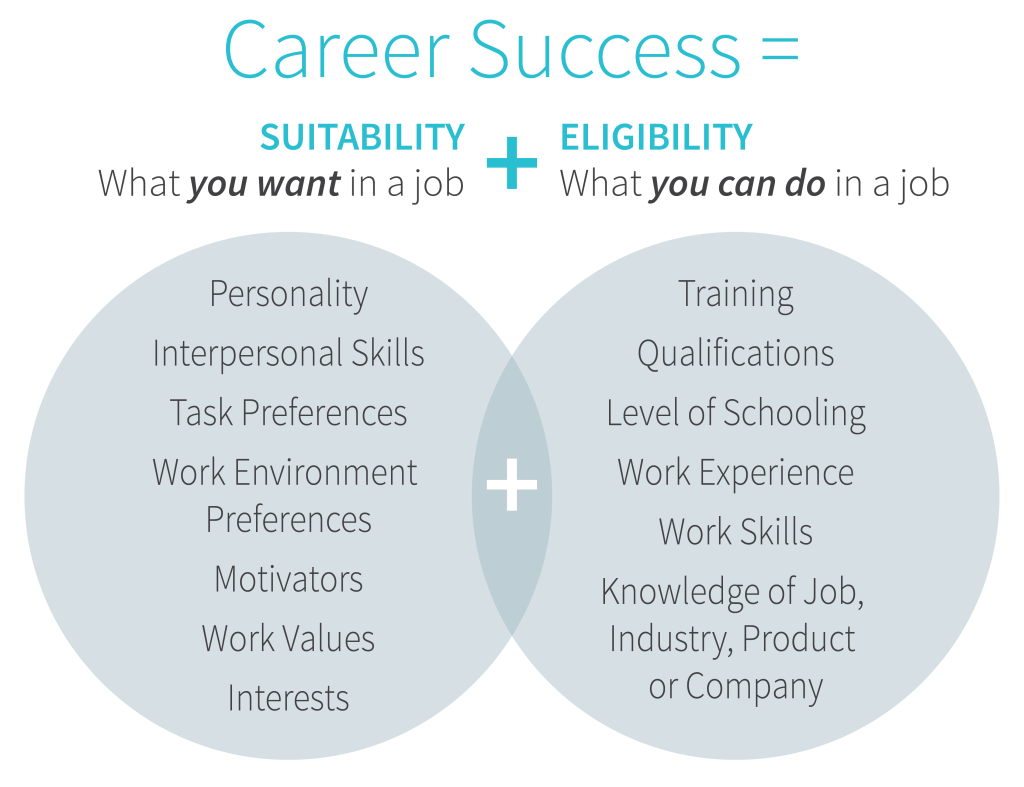 Career Success =
SUITABILITY + ELIGIBILITY
What you want in a job What you can do in a job
Personality
Interpersonal Skills
Task Preferences
Work Environment
Preferences
Motivators
Work Values
Interests
+
Training
Qualifications
Level of Schooling
Work Experience
Work Skills
Knowledge of Job,
Industry, Product
or Company